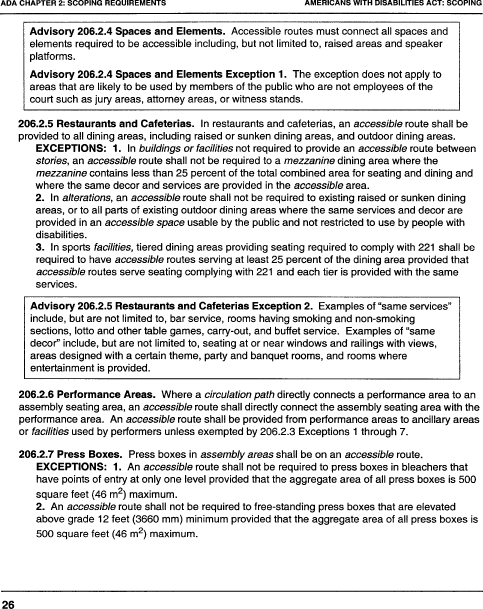 ADA CHAPTER 2: SCOPING REQUIREMENTS AMERICANS WITH DISABILITIES ACT: SCOPING
Advisory 206.2.4 Spaces and Elements. Accessible routes must connect all spaces and
elements required to be accessible including, but not limited to, raised areas and speaker
platforms.
Advisory 206.2.4 Spaces and Elements Exception 1. The exception does not apply to
areas that are likely to be used by members of the public who are not employees of the
court such as jury areas, attorney areas, or witness stands.
206.2.5 Restaurants and Cafeterias. In restaurants and cafeterias, an accessible route shall be
provided to all dining areas, including raised or sunken dining areas, and outdoor dining areas.
EXCEPTIONS: 1. In buildings or facilities not required to provide an accessible route between
stories, an accessible route shall not be required to a mezzanine dining area where the
mezzanine contains less than 25 percent of the total combined area for seating and dining and
where the same decor and services are provided in the accessible area.
2. In alterations, an accessible route shall not be required to existing raised or sunken dining
areas, or to all parts of existing outdoor dining areas where the same services and decor are
provided in an accessible space usable by the public and not restricted to use by people with
disabilities.
3. In sports facilities, tiered dining areas providing seating required to comply with 221 shall be
required to have accessible routes serving at least 25 percent of the dining area provided that
accessible routes serve seating complying with 221 and each tier is provided with the same
services.
Advisory 206.2.5 Restaurants and Cafeterias Exception 2. Examples of “same services”
include, but are not limited to, bar service, rooms having smoking and non-smoking
sections, lotto and other table games, carry-out, and buffet service. Examples of “same
decor” include, but are not limited to, seating at or near windows and railings with views,
areas designed with a certain theme, party and banquet rooms, and rooms where
entertainment is provided.
206.2.6 Performance Areas. Where a circulation path directly connects a performance area to an
assembly seating area, an accessible route shall directly connect the assembly seating area with the
performance area. An accessible route shall be provided from performance areas to ancillary areas
or facilities used by performers unless exempted by 206.2.3 Exceptions 1 through 7.
206.2.7 Press Boxes. Press boxes in assembly areas shall be on an accessible route.
EXCEPTIONS: 1. An accessible route shall not be required to press boxes in bleachers that
have points of entry at only one level provided that the aggregate area of all press boxes is 500
square feet (46 m2) maximum.
2. An accessible route shall not be required to free-standing press boxes that are elevated
above grade 12 feet (3660 mm) minimum provided that the aggregate area of all press boxes is
500 square feet (46 m2) maximum.
26